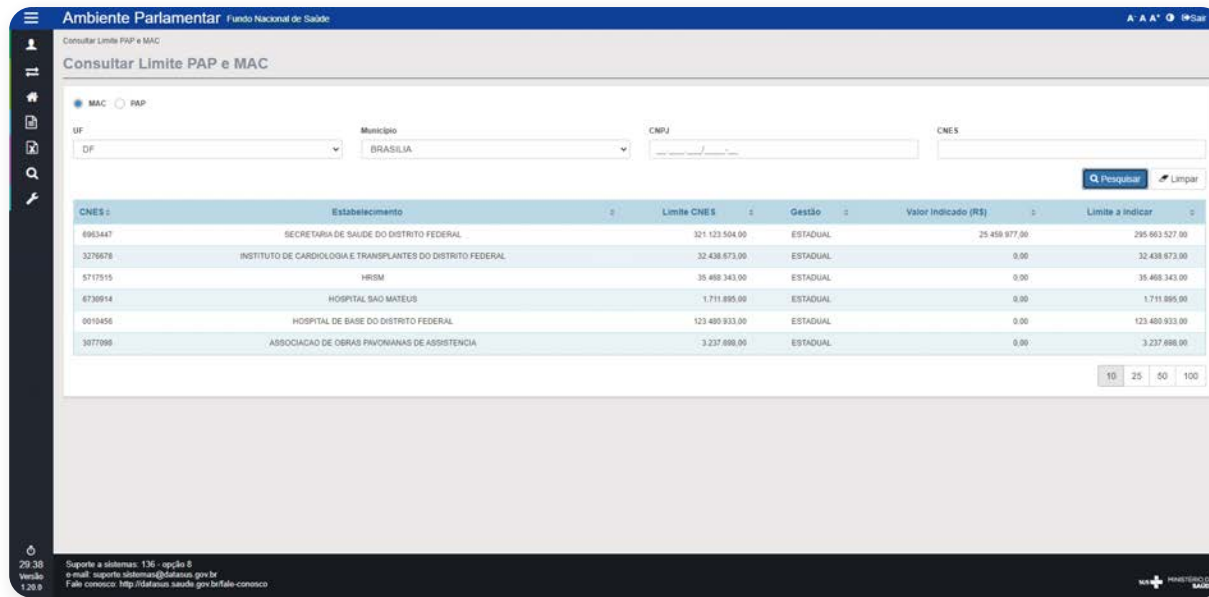 Ambiente Parlamentar Fundo Nacional de Saúde
A- A A+ Sair
Consultar Limite PAP e MAC
Consultar Limite PAP e MAC
MAC PAP
UF Município CNPJ CNES
DF BRASILIA __.___.___/____-__
Pesquisar Limpar
CNES Estabelecimento Limite CNES Gestão Valor Indicado (R$) Limite a Indicar
6963447 SECRETARIA DE SAUDE DO DISTRITO FEDERAL 321.123.504,00 ESTADUAL 25.459.977,00 295.663.527,00
3276678 INSTITUTO DE CARDIOLOGIA E TRANSPLANTES DO DISTRITO FEDERAL 32.438.673,00 ESTADUAL 0,00 32.438.673,00
5717515 HRSM 35.468.343,00 ESTADUAL 0,00 35.468.343,00
6730914 HOSPITAL SAO MATEUS 1.711.895,00 ESTADUAL 0,00 1.711.895,00
0010456 HOSPITAL DE BASE DO DISTRITO FEDERAL 123.480.933,00 ESTADUAL 0,00 123.480.933,00
3077098 ASSOCIACAO DE OBRAS PAVONIANAS DE ASSISTENCIA 3.237.698,00 ESTADUAL 0,00 3.237.698,00
10 25 50 100
29:38
Versão
1.20.0
Suporte a sistemas: 136 - opção 8
e-mail: suporte.sistemas@datasus.gov.br
Fale conosco: http://datasus.saude.gov.br/fale-conosco
SUS MINISTÉRIO D
SAÚD